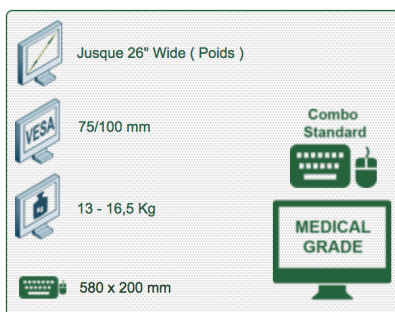 Jusque 26" Wide ( Poids )
VESA
75/100 mm
Combo
Standard
KG
13 - 16,5 Kg
MEDICAL
GRADE
580 x 200 mm